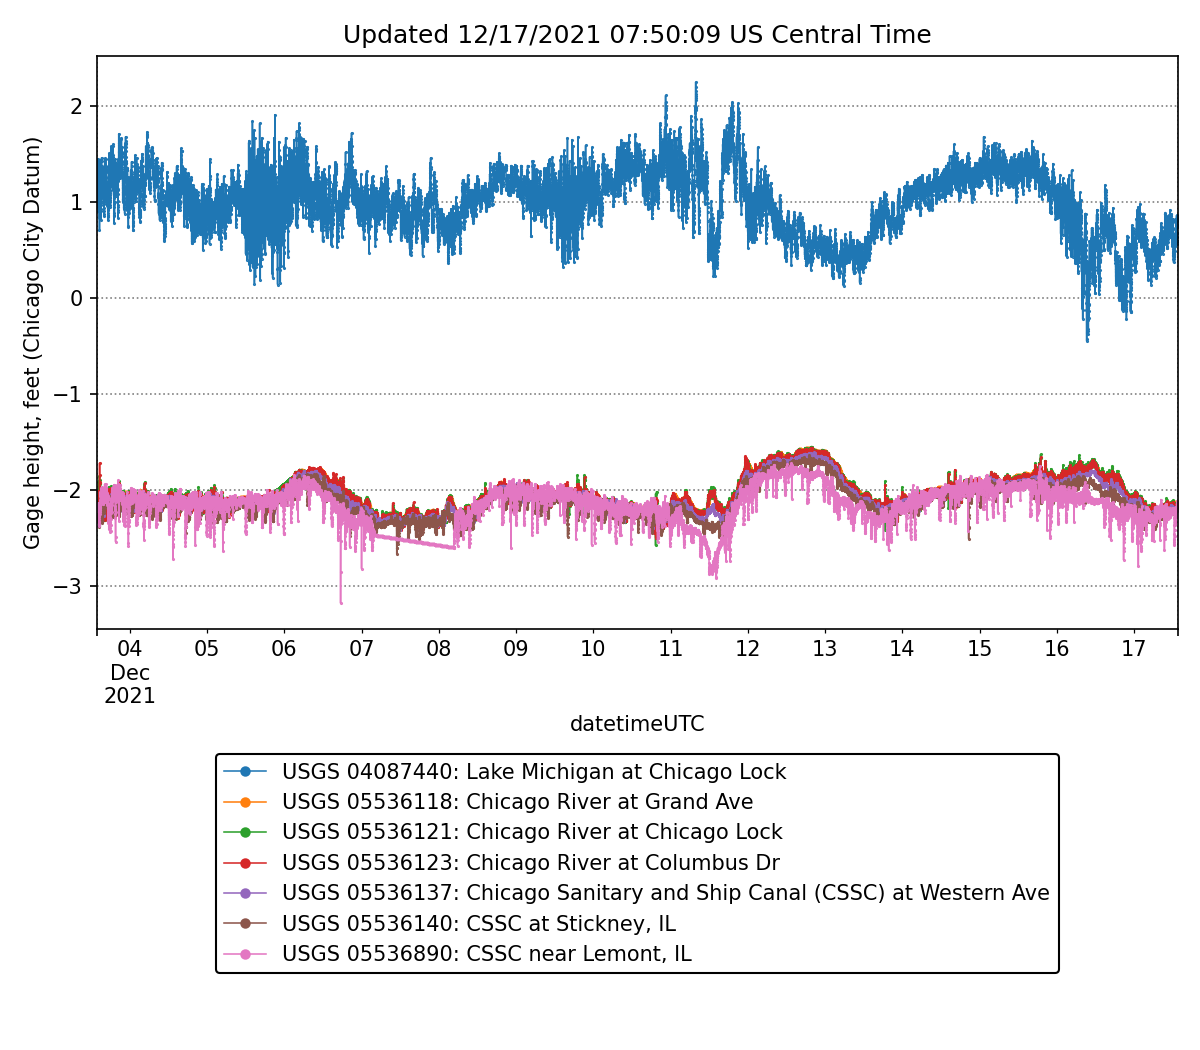 Updated 12/17/2021 07:50:09 US Central Time
Gage height, feet (Chicago City Datum)
2
1
0
−1
−2
−3
04 05 06 07 08 09 10 11 12 13 14 15 16 17
Dec
2021
datetimeUTC
USGS 04087440: Lake Michigan at Chicago Lock
USGS 05536118: Chicago River at Grand Ave
USGS 05536121: Chicago River at Chicago Lock
USGS 05536123: Chicago River at Columbus Dr
USGS 05536137: Chicago Sanitary and Ship Canal (CSSC) at Western Ave
USGS 05536140: CSSC at Stickney, IL
USGS 05536890: CSSC near Lemont, IL